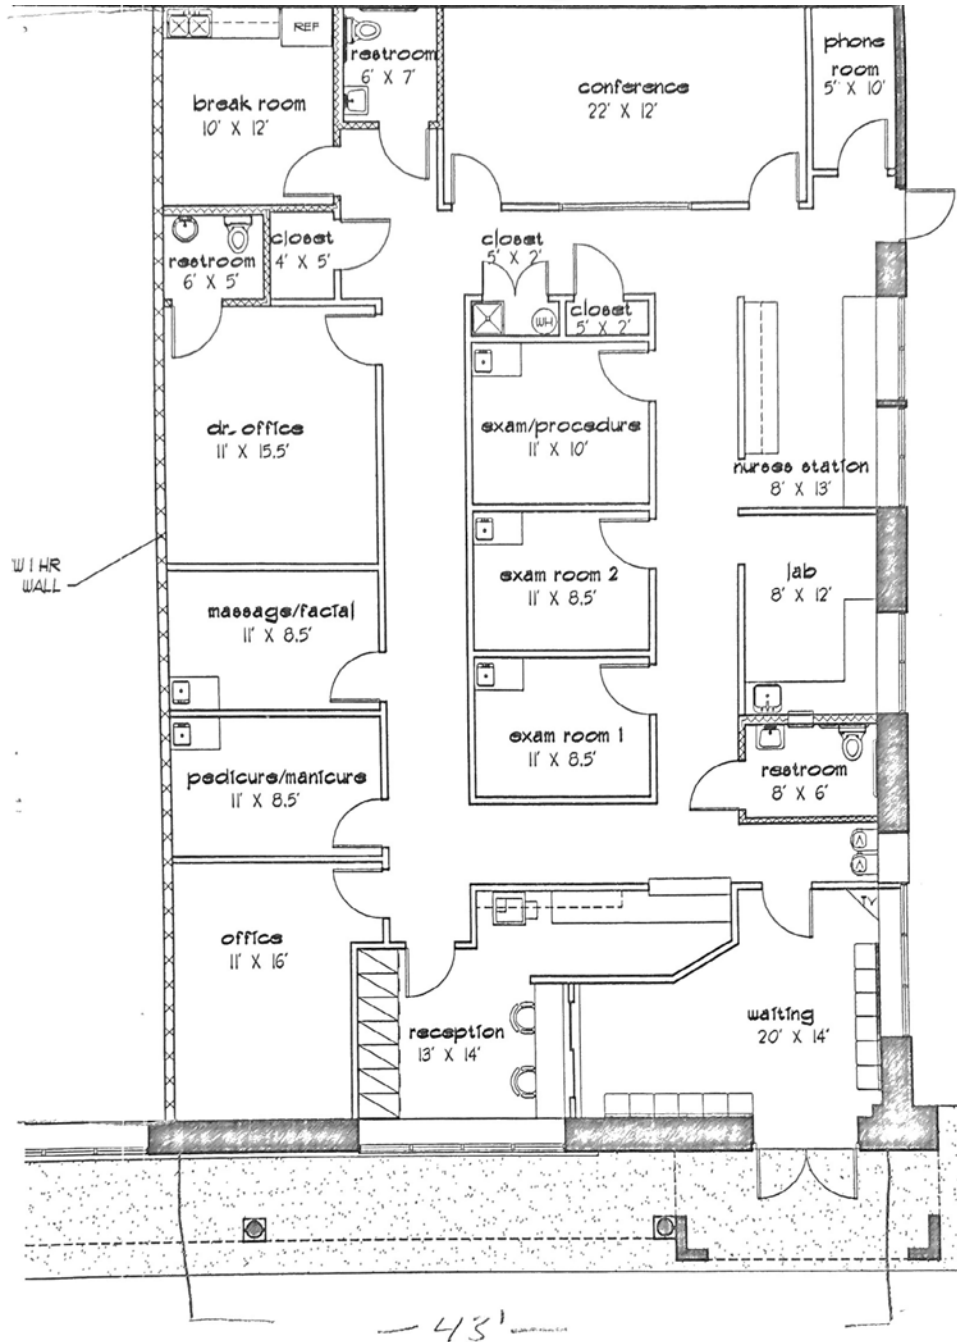 REF
restroom
6' X 7'
phone
room
5' X 10'
conference
22' X 12'
break room
10' X 12'
closet
4' X 5'
restroom
6' X 5'
closet
5' X 2'
WH
closet
5' X 2'
dr. office
11' X 15.5'
exam/procedure
11' X 10'
nurses station
8' X 13'
W 1 HR
WALL
exam room 2
11' X 8.5'
lab
8' X 12'
massage/facial
11' X 8.5'
exam room 1
11' X 8.5'
pedicure/manicure
11' X 8.5'
restroom
8' X 6'
TV
office
11' X 16'
reception
13' X 14'
waiting
20' X 14'
43'